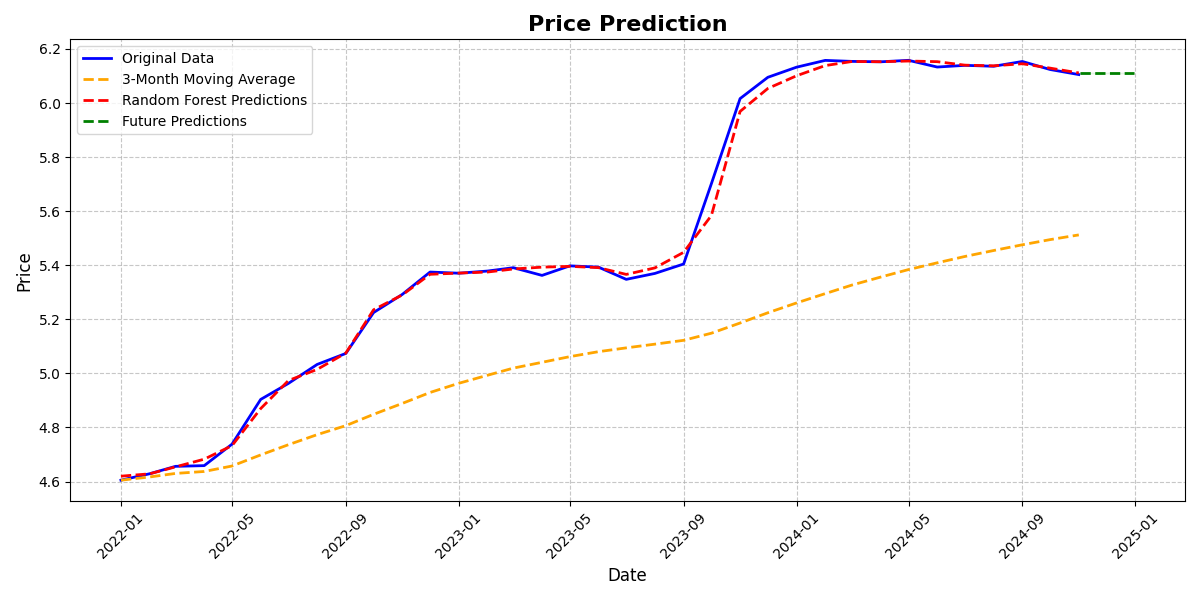 Price Prediction
Original Data
3-Month Moving Average
Random Forest Predictions
Future Predictions
6.2
6.0
5.8
5.6
5.4
5.2
5.0
4.8
4.6
Price
2022-01
2022-05
2022-09
2023-01
2023-05
2023-09
2024-01
2024-05
2024-09
2025-01
Date